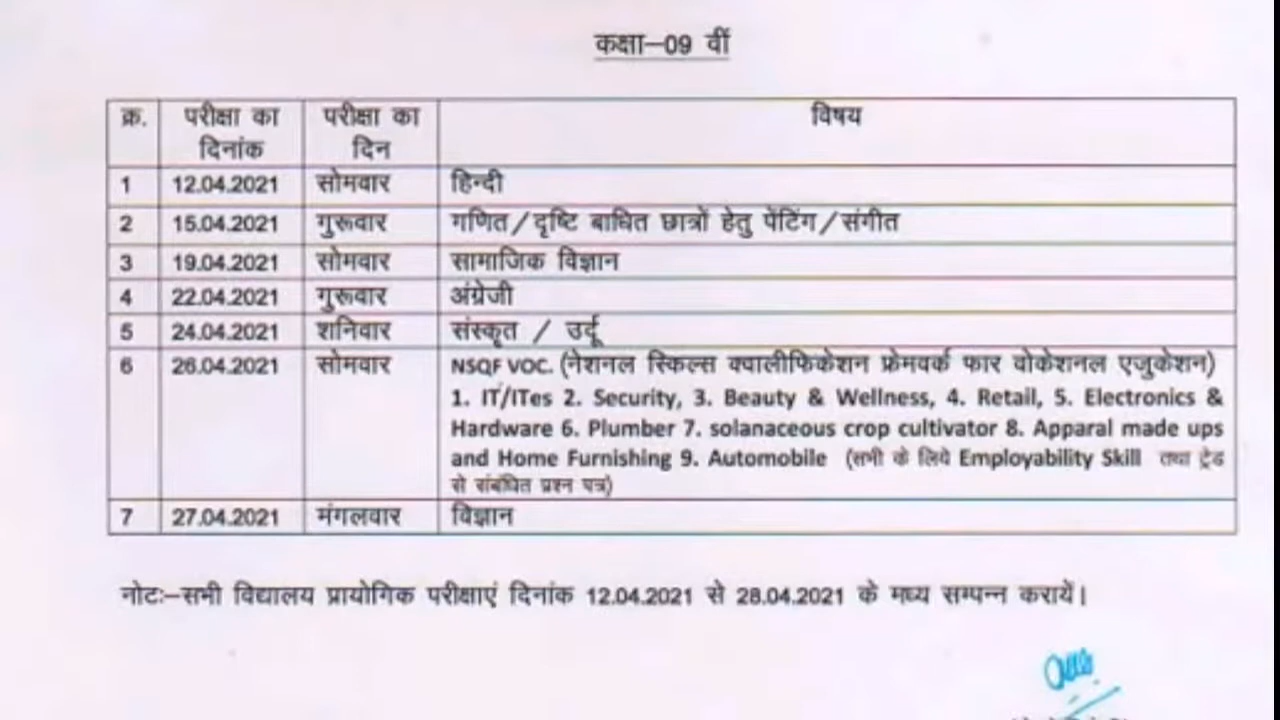 कक्षा–09 वीं
क्र. परीक्षा का दिनांक परीक्षा का दिन विषय
1 12.04.2021 सोमवार हिन्दी
2 15.04.2021 गुरूवार गणित/दृष्टि बाधित छात्रों हेतु पेंटिंग/संगीत
3 19.04.2021 सोमवार सामाजिक विज्ञान
4 22.04.2021 गुरूवार अंग्रेजी
5 24.04.2021 शनिवार संस्कृत / उर्दू
6 26.04.2021 सोमवार NSQF VOC. (नेशनल स्किल्स क्वालीफिकेशन फ्रेमवर्क फार वोकेशनल एजुकेशन)
1. IT/ITes 2. Security, 3. Beauty & Wellness, 4. Retail, 5. Electronics &
Hardware 6. Plumber 7. solanaceous crop cultivator 8. Apparal made ups
and Home Furnishing 9. Automobile (सभी के लिये Employability Skill तथा ट्रेड
से संबंधित प्रश्न पत्र)
7 27.04.2021 मंगलवार विज्ञान
नोटः–सभी विद्यालय प्रायोगिक परीक्षाएं दिनांक 12.04.2021 से 28.04.2021 के मध्य सम्पन्न करायें।